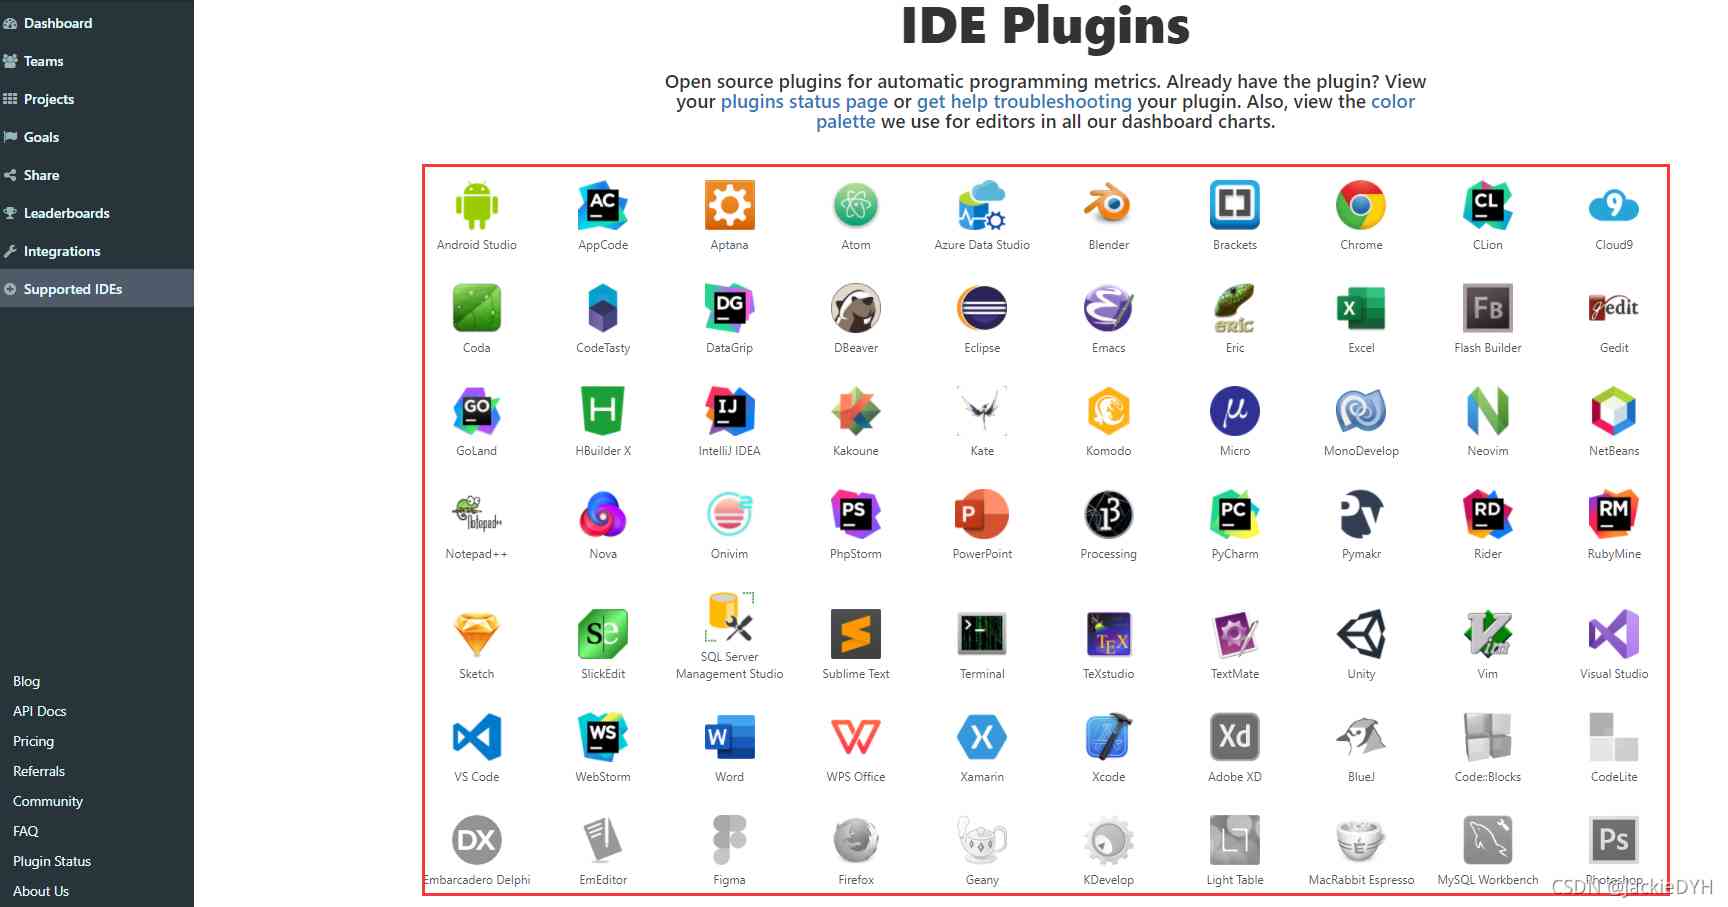 Dashboard
Teams
Projects
Goals
Share
Leaderboards
Integrations
Supported IDEs
Blog
API Docs
Pricing
Referrals
Community
FAQ
Plugin Status
About Us
IDE Plugins
Open source plugins for automatic programming metrics. Already have the plugin? View
your plugins status page or get help troubleshooting your plugin. Also, view the color
palette we use for editors in all our dashboard charts.
AC
CL
9
Android Studio
AppCode
Aptana
Atom
Azure Data Studio
Blender
Brackets
Chrome
CLion
Cloud9
DG
eric
X
FB
gedit
Coda
CodeTasty
DataGrip
DBeaver
Eclipse
Emacs
Eric
Excel
Flash Builder
Gedit
GO
H
IJ
μ
N
GoLand
HBuilder X
IntelliJ IDEA
Kakoune
Kate
Komodo
Micro
MonoDevelop
Neovim
NetBeans
Notepad++
2
PS
P
PC
Py
RD
RM
Notepad++
Nova
Onivim
PhpStorm
PowerPoint
Processing
PyCharm
Pymakr
Rider
RubyMine
Se
S
TEX
Vim
Sketch
SlickEdit
SQL Server
Management Studio
Sublime Text
Terminal
TeXstudio
TextMate
Unity
Vim
Visual Studio
WS
W
W
X
Xd
VS Code
WebStorm
Word
WPS Office
Xamarin
Xcode
Adobe XD
BlueJ
Code::Blocks
CodeLite
DX
LT
Ps
Embarcadero Delphi
EmEditor
Figma
Firefox
Geany
KDevelop
Light Table
MacRabbit Espresso
MySQL Workbench
Photoshop
CSDN @jackieDYH